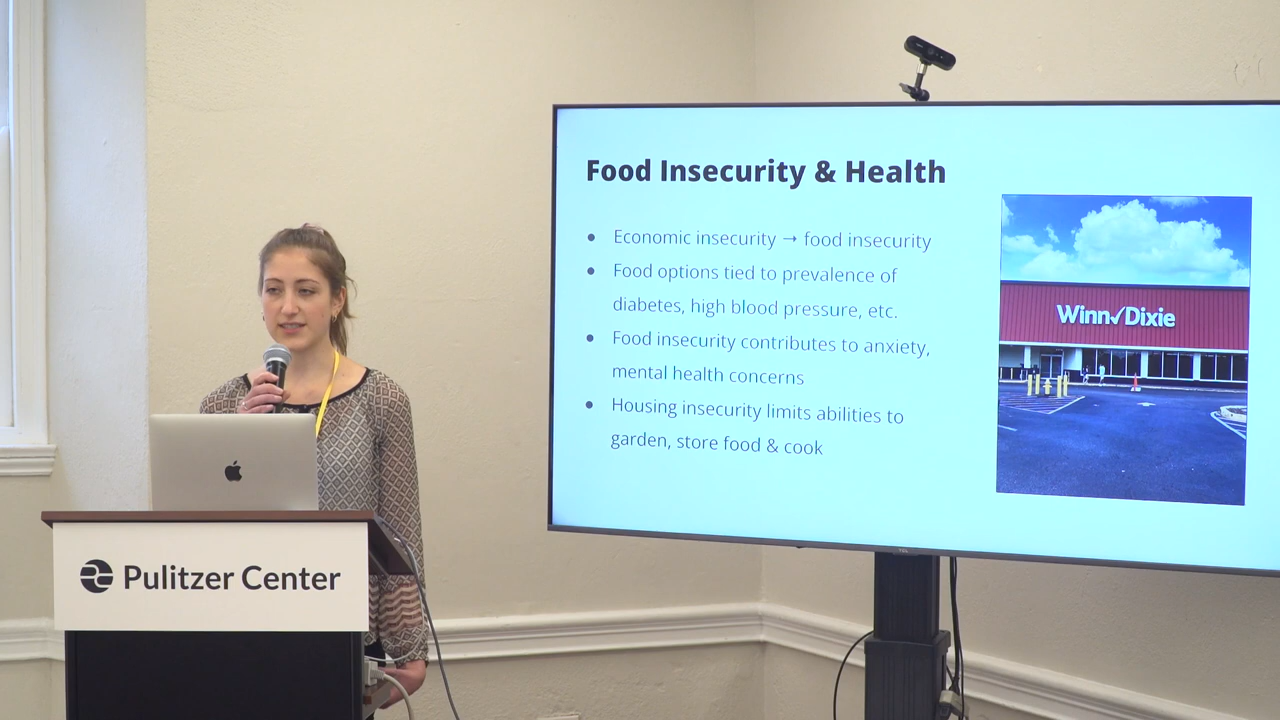 Food Insecurity & Health
● Economic insecurity → food insecurity
● Food options tied to prevalence of
diabetes, high blood pressure, etc.
● Food insecurity contributes to anxiety,
mental health concerns
● Housing insecurity limits abilities to
garden, store food & cook
Winn✓Dixie
Pulitzer Center
TCL